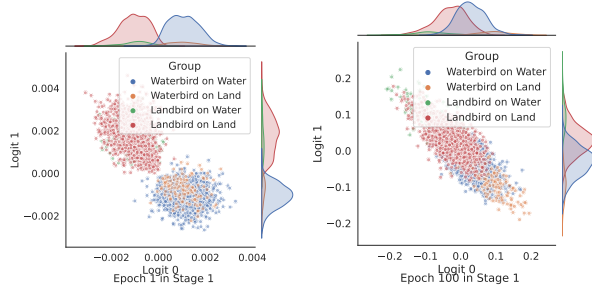 Group
Waterbird on Water
Waterbird on Land
Landbird on Water
Landbird on Land
0.004
0.002
0.000
−0.002
Logit 1
−0.002
0.000
0.002
0.004
Logit 0
Epoch 1 in Stage 1
Group
Waterbird on Water
Waterbird on Land
Landbird on Water
Landbird on Land
0.2
0.1
0.0
−0.1
−0.2
Logit 1
−0.2
−0.1
0.0
0.1
0.2
Logit 0
Epoch 100 in Stage 1